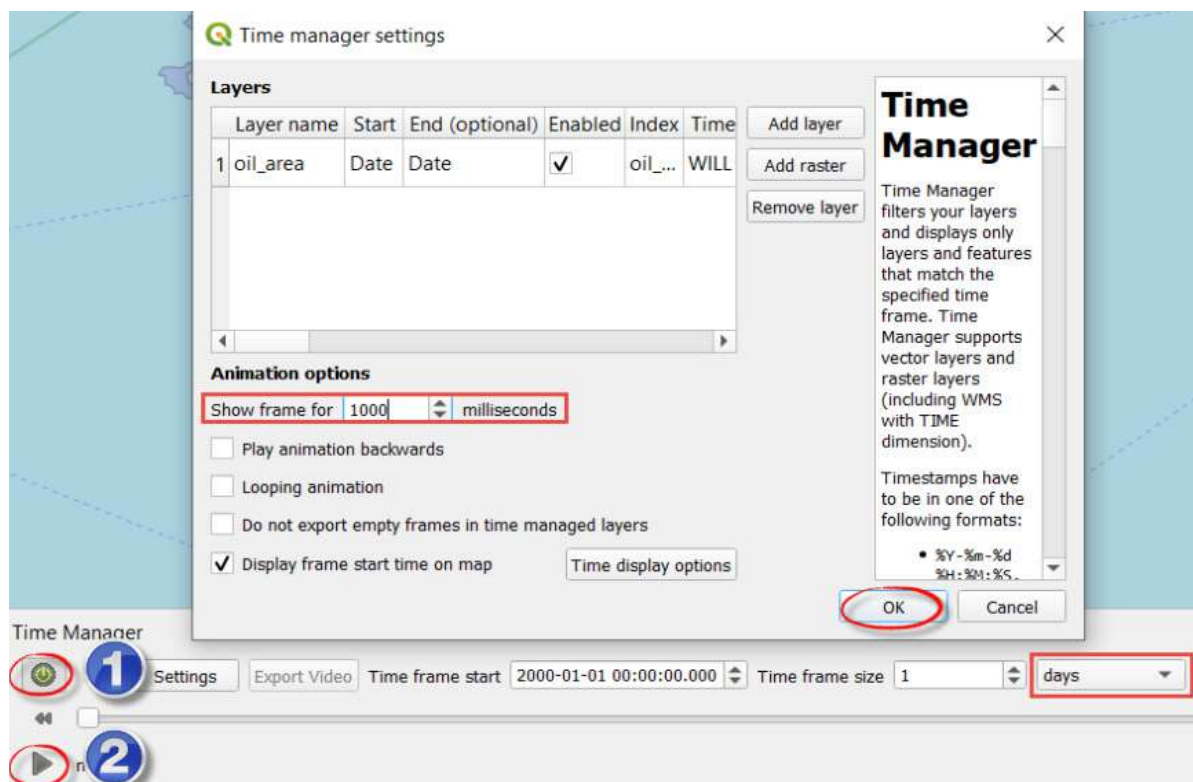 Time manager settings
Layers
Layer name Start End (optional) Enabled Index Time
1 oil_area Date Date oil_... WILL
Add layer
Add raster
Remove layer
Animation options
Show frame for 1000 milliseconds
Play animation backwards
Looping animation
Do not export empty frames in time managed layers
Display frame start time on map
Time display options
Time
Manager
Time Manager
filters your layers
and displays only
layers and features
that match the
specified time
frame. Time
Manager supports
vector layers and
raster layers
(including WMS
with TIME
dimension).
Timestamps have
to be in one of the
following formats:
• %Y-%m-%d
%H:%M:%S.
OK Cancel
Time Manager
1 Settings Export Video Time frame start 2000-01-01 00:00:00.000 Time frame size 1 days
2